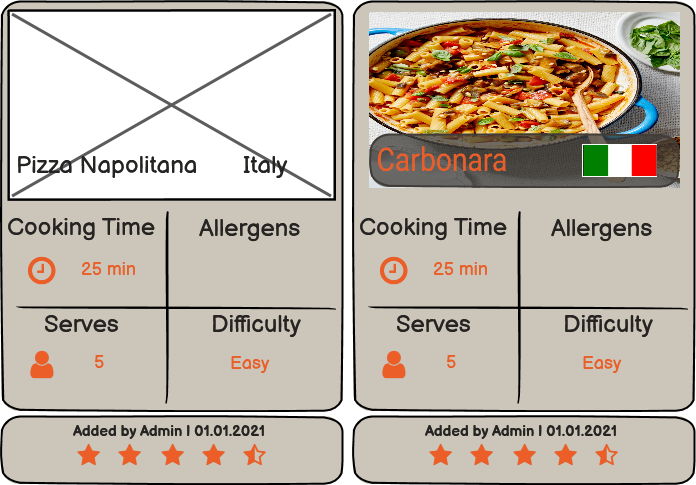 Pizza Napolitana Italy
Cooking Time Allergens
25 min
Serves Difficulty
5 Easy
Added by Admin | 01.01.2021
Carbonara
Cooking Time Allergens
25 min
Serves Difficulty
5 Easy
Added by Admin | 01.01.2021